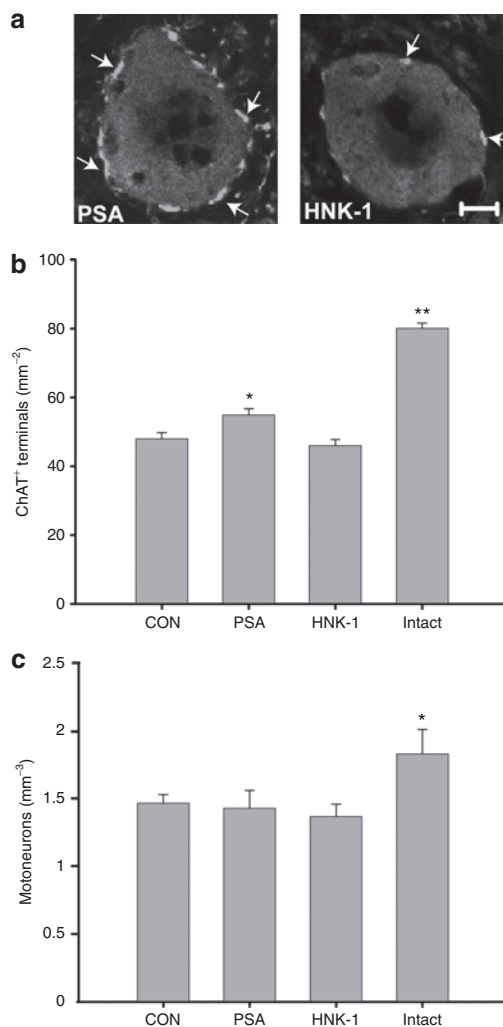 a
PSA
HNK-1
b
100
80
60
40
20
0
ChAT⁺ terminals (mm⁻²)
*
**
CON PSA HNK-1 Intact
c
2.5
2
1.5
1
0.5
0
Motoneurons (mm⁻³)
*
CON PSA HNK-1 Intact